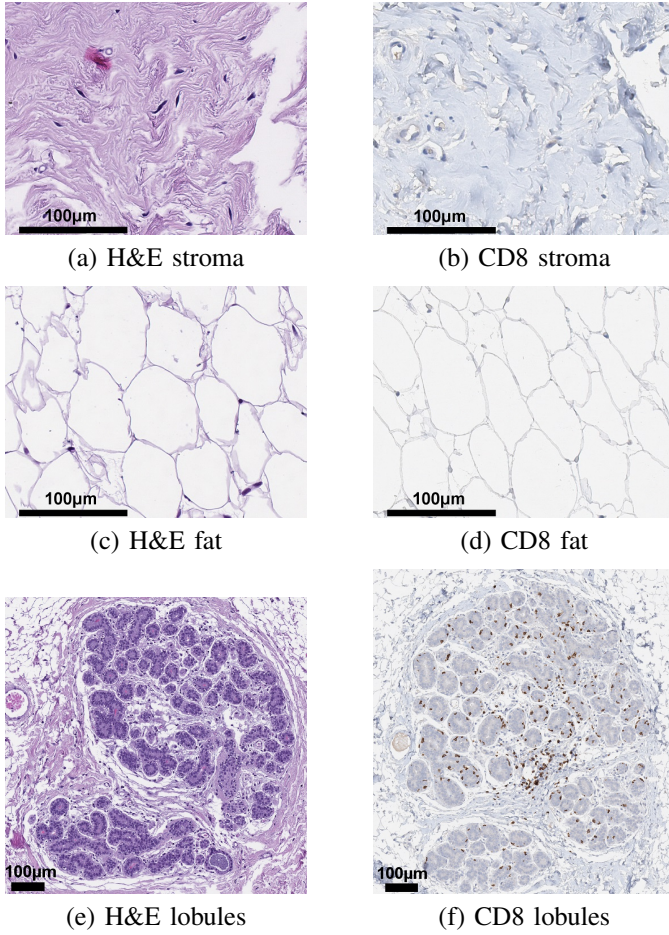 100µm
100µm
(a) H&E stroma
(b) CD8 stroma
100µm
100µm
(c) H&E fat
(d) CD8 fat
100µm
100µm
(e) H&E lobules
(f) CD8 lobules